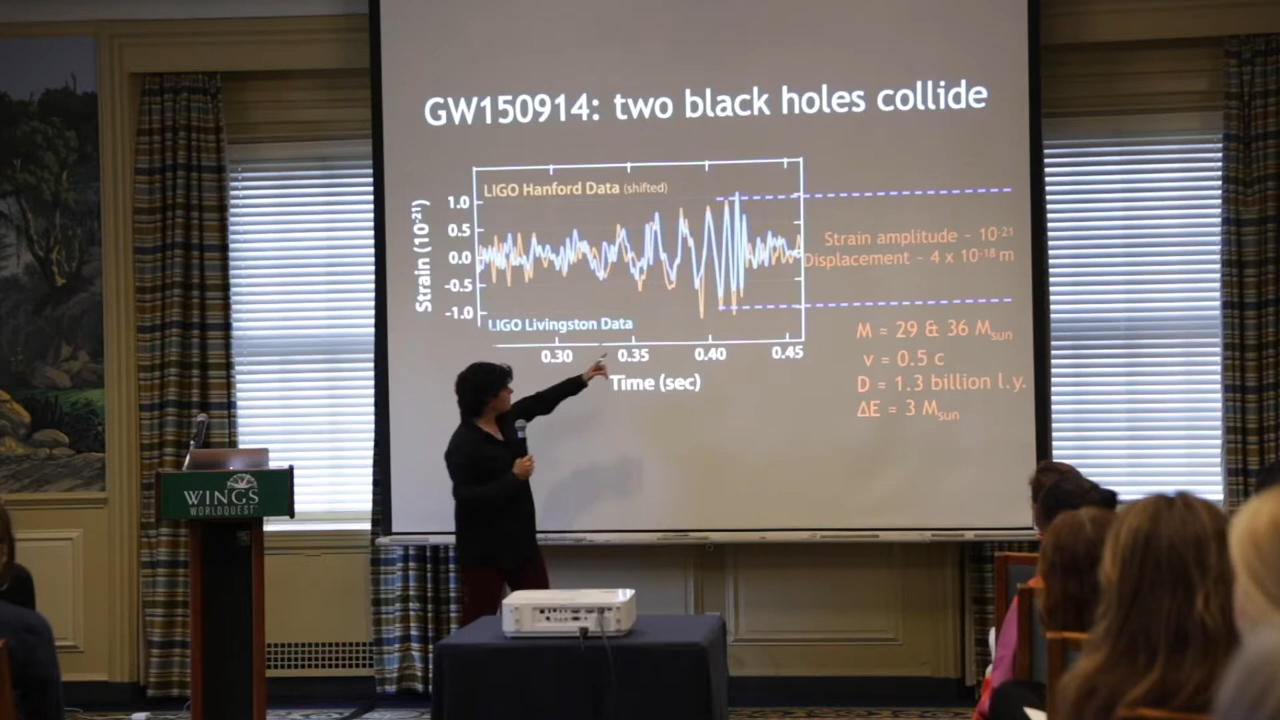 GW150914: two black holes collide
LIGO Hanford Data (shifted)
1.0
0.5
0.0
-0.5
-1.0
Strain (10⁻²¹)
LIGO Livingston Data
0.30 0.35 0.40 0.45
Time (sec)
Strain amplitude ~ 10⁻²¹
Displacement ~ 4 x 10⁻¹⁸ m
M = 29 & 36 Msun
v = 0.5 c
D = 1.3 billion l.y.
ΔE = 3 Msun
WINGS
WORLDQUEST